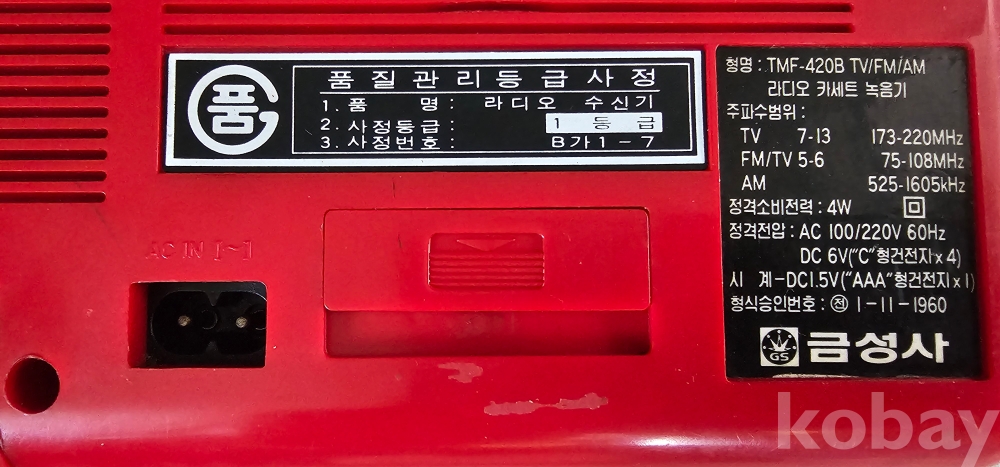 품
품질관리등급사정
1. 품 명 : 라디오 수신기
2. 사정등급 : 1 등급
3. 사정번호 : B가1-7
형명 : TMF-420B TV/FM/AM
라디오 카세트 녹음기
주파수범위 :
TV 7-13 173-220MHz
FM/TV 5-6 75-108MHz
AM 525-1605kHz
정격소비전력 : 4W
정격전압 : AC 100/220V 60Hz
DC 6V("C"형건전지x4)
시 계-DC1.5V("AAA"형건전지x1)
형식승인번호 : 전 1-11-1960
GS 금성사
AC IN 1~1
kobay